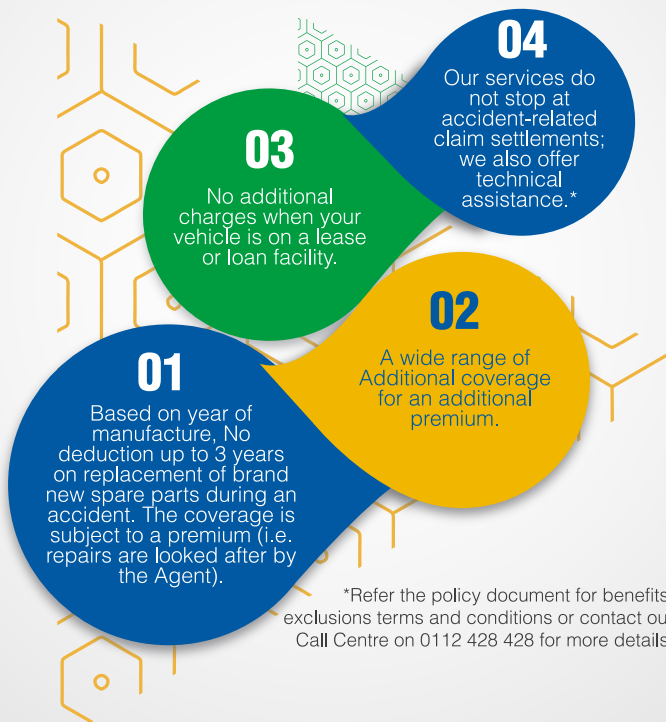 04
Our services do
not stop at
accident-related
claim settlements;
we also offer
technical
assistance.*
03
No additional
charges when your
vehicle is on a lease
or loan facility.
02
A wide range of
Additional coverage
for an additional
premium.
01
Based on year of
manufacture, No
deduction up to 3 years
on replacement of brand
new spare parts during an
accident. The coverage is
subject to a premium (i.e.
repairs are looked after by
the Agent).
*Refer the policy document for benefits
exclusions terms and conditions or contact ou
Call Centre on 0112 428 428 for more details